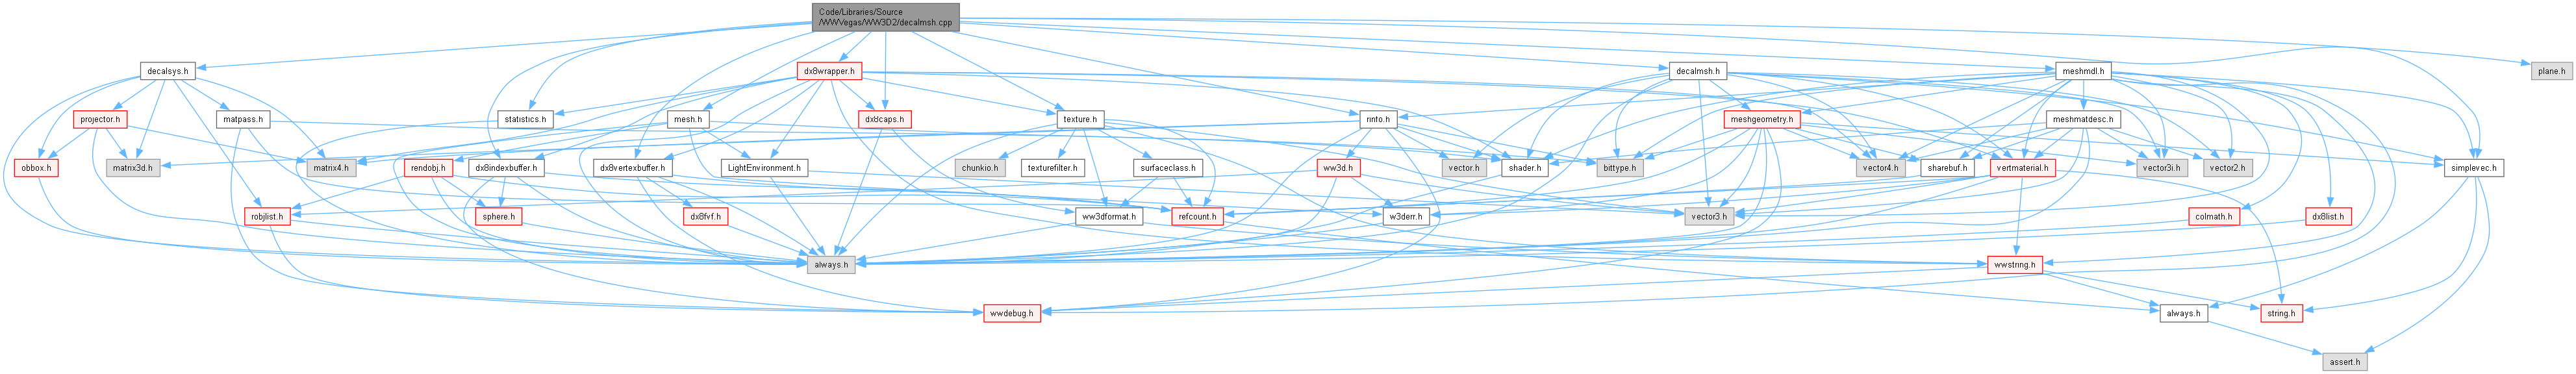 Code/Libraries/Source
/WWVegas/WW3D2/decalmsh.cpp
decalsys.h
dx8wrapper.h
decalmsh.h
meshmdl.h
plane.h
projector.h
matpass.h
statistics.h
mesh.h
dx8caps.h
texture.h
rinfo.h
meshgeometry.h
meshmatdesc.h
obbox.h
matrix3d.h
matrix4.h
rendobj.h
dx8indexbuffer.h
dx8vertexbuffer.h
LightEnvironment.h
chunkio.h
texturefilter.h
surfaceclass.h
ww3d.h
vector.h
shader.h
bittype.h
vector4.h
sharebuf.h
vertmaterial.h
vector3i.h
vector2.h
simplevec.h
robjlist.h
sphere.h
dx8fvf.h
ww3dformat.h
refcount.h
w3derr.h
vector3.h
colmath.h
dx8list.h
always.h
wwstring.h
wwdebug.h
always.h
string.h
assert.h